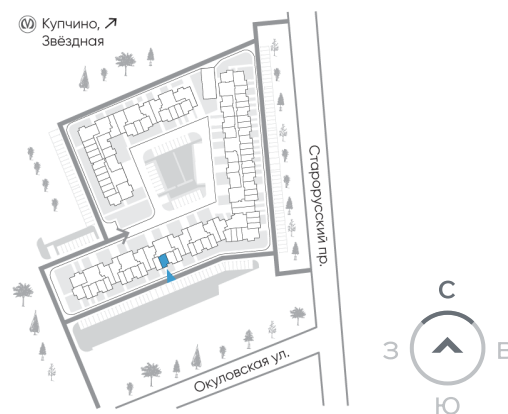 Купчино, ↗
Звёздная
Старорусский пр.
Окуловская ул.
С
З
В
Ю